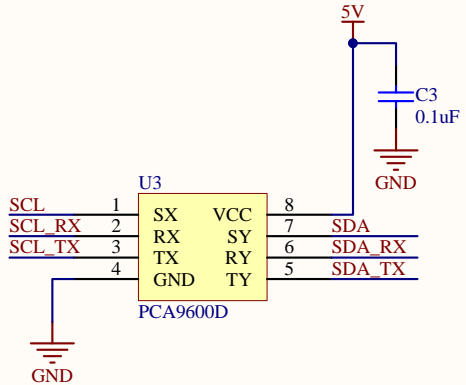 5V
C3
0.1uF
GND
U3
SCL 1 SX VCC 8
SCL_RX 2 RX SY 7 SDA
SCL_TX 3 TX RY 6 SDA_RX
4 GND TY 5 SDA_TX
PCA9600D
GND